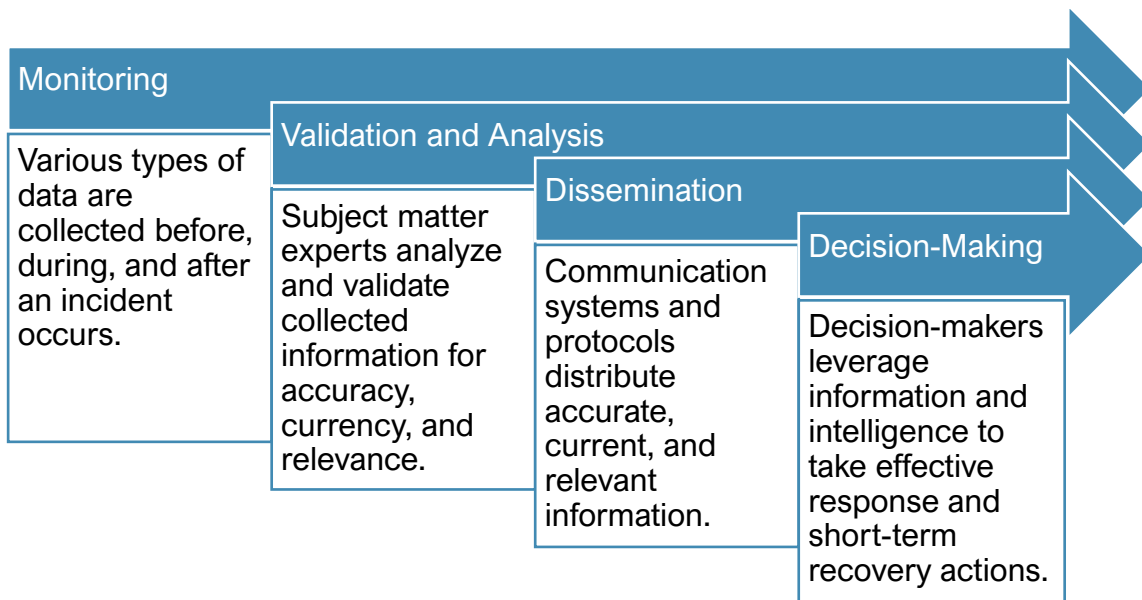 Monitoring
Various types of
data are
collected before,
during, and after
an incident
occurs.
Validation and Analysis
Subject matter
experts analyze
and validate
collected
information for
accuracy,
currency, and
relevance.
Dissemination
Communication
systems and
protocols
distribute
accurate,
current, and
relevant
information.
Decision-Making
Decision-makers
leverage
information and
intelligence to
take effective
response and
short-term
recovery actions.